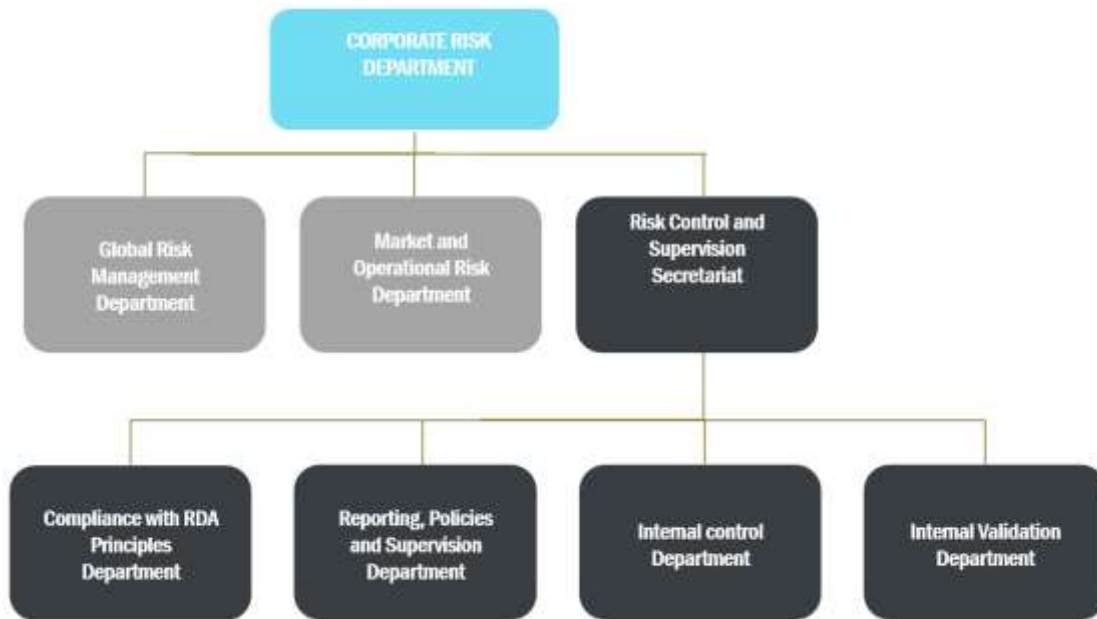 CORPORATE RISK
DEPARTMENT
Global Risk
Management
Department
Market and
Operational Risk
Department
Risk Control and
Supervision
Secretariat
Compliance with RDA
Principles
Department
Reporting, Policies
and Supervision
Department
Internal control
Department
Internal Validation
Department